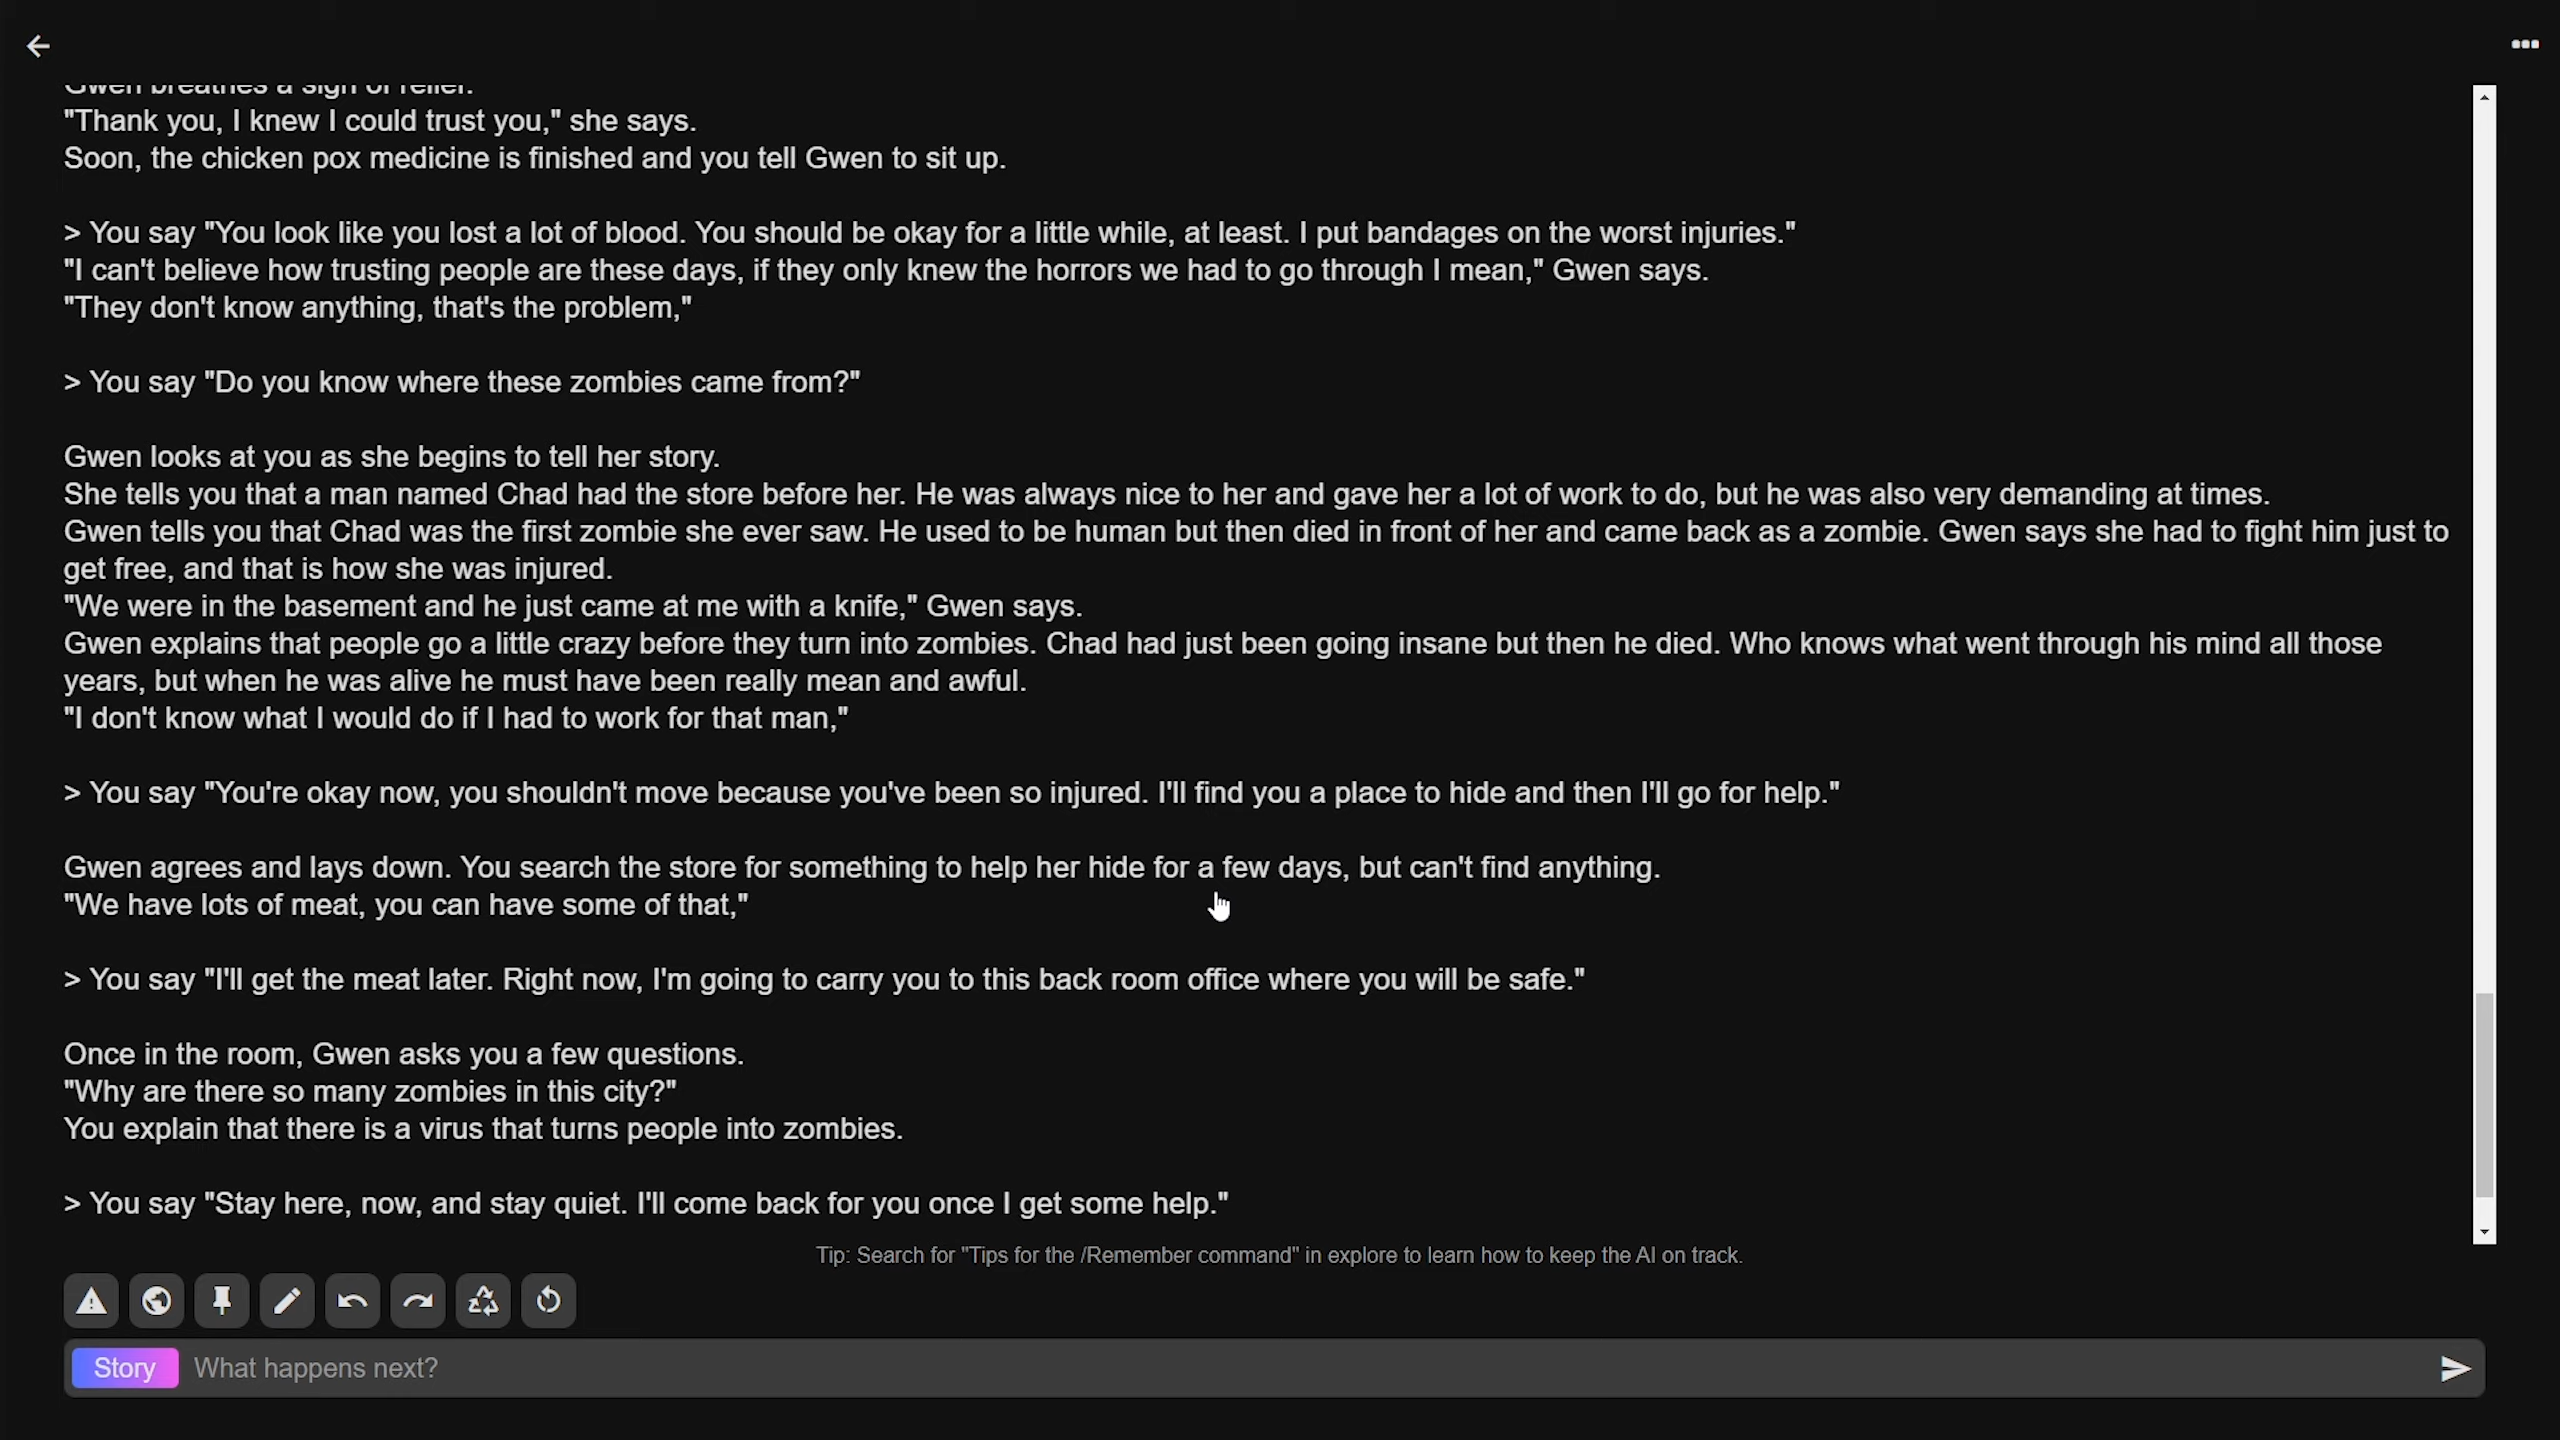 Gwen breathes a sigh of relief.
"Thank you, I knew I could trust you," she says.
Soon, the chicken pox medicine is finished and you tell Gwen to sit up.
> You say "You look like you lost a lot of blood. You should be okay for a little while, at least. I put bandages on the worst injuries."
"I can't believe how trusting people are these days, if they only knew the horrors we had to go through I mean," Gwen says.
"They don't know anything, that's the problem,"
> You say "Do you know where these zombies came from?"
Gwen looks at you as she begins to tell her story.
She tells you that a man named Chad had the store before her. He was always nice to her and gave her a lot of work to do, but he was also very demanding at times.
Gwen tells you that Chad was the first zombie she ever saw. He used to be human but then died in front of her and came back as a zombie. Gwen says she had to fight him just to
get free, and that is how she was injured.
"We were in the basement and he just came at me with a knife," Gwen says.
Gwen explains that people go a little crazy before they turn into zombies. Chad had just been going insane but then he died. Who knows what went through his mind all those
years, but when he was alive he must have been really mean and awful.
"I don't know what I would do if I had to work for that man,"
> You say "You're okay now, you shouldn't move because you've been so injured. I'll find you a place to hide and then I'll go for help."
Gwen agrees and lays down. You search the store for something to help her hide for a few days, but can't find anything.
"We have lots of meat, you can have some of that,"
> You say "I'll get the meat later. Right now, I'm going to carry you to this back room office where you will be safe."
Once in the room, Gwen asks you a few questions.
"Why are there so many zombies in this city?"
You explain that there is a virus that turns people into zombies.
> You say "Stay here, now, and stay quiet. I'll come back for you once I get some help."
Tip: Search for "Tips for the /Remember command" in explore to learn how to keep the AI on track.
Story What happens next?